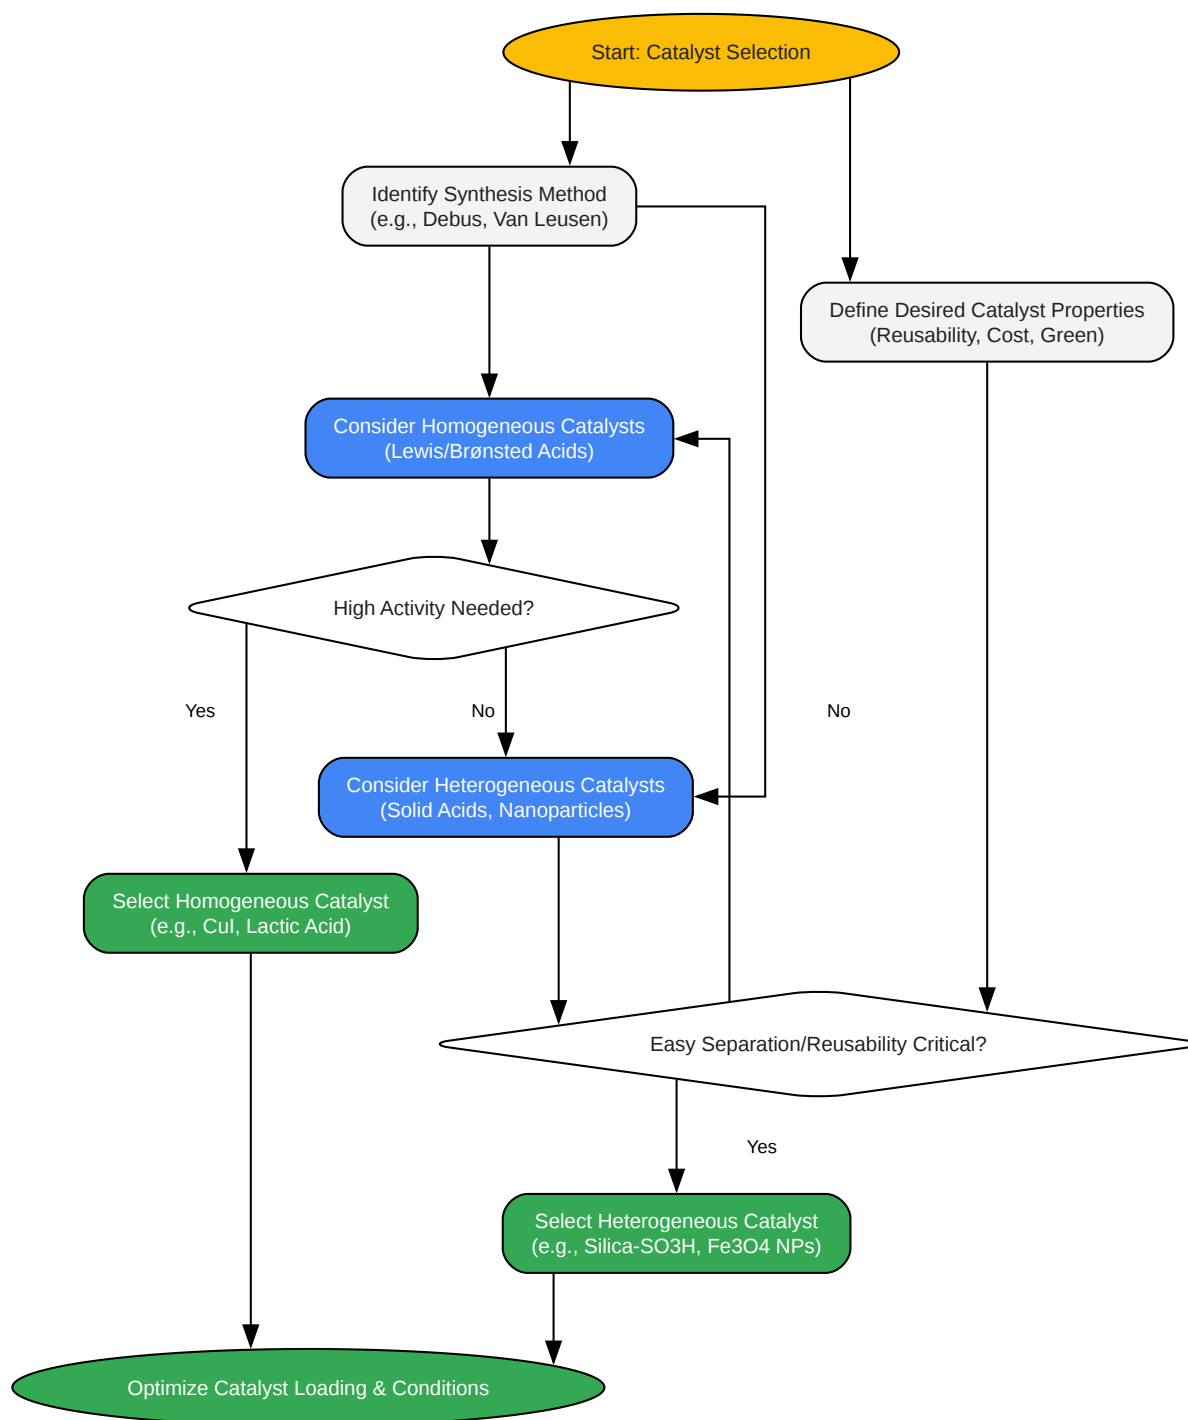 Start: Catalyst Selection
Identify Synthesis Method
(e.g., Debus, Van Leusen)
Define Desired Catalyst Properties
(Reusability, Cost, Green)
Consider Homogeneous Catalysts
(Lewis/Brønsted Acids)
High Activity Needed?
Yes
No
No
Consider Heterogeneous Catalysts
(Solid Acids, Nanoparticles)
Select Homogeneous Catalyst
(e.g., CuI, Lactic Acid)
Easy Separation/Reusability Critical?
Yes
Select Heterogeneous Catalyst
(e.g., Silica-SO3H, Fe3O4 NPs)
Optimize Catalyst Loading & Conditions